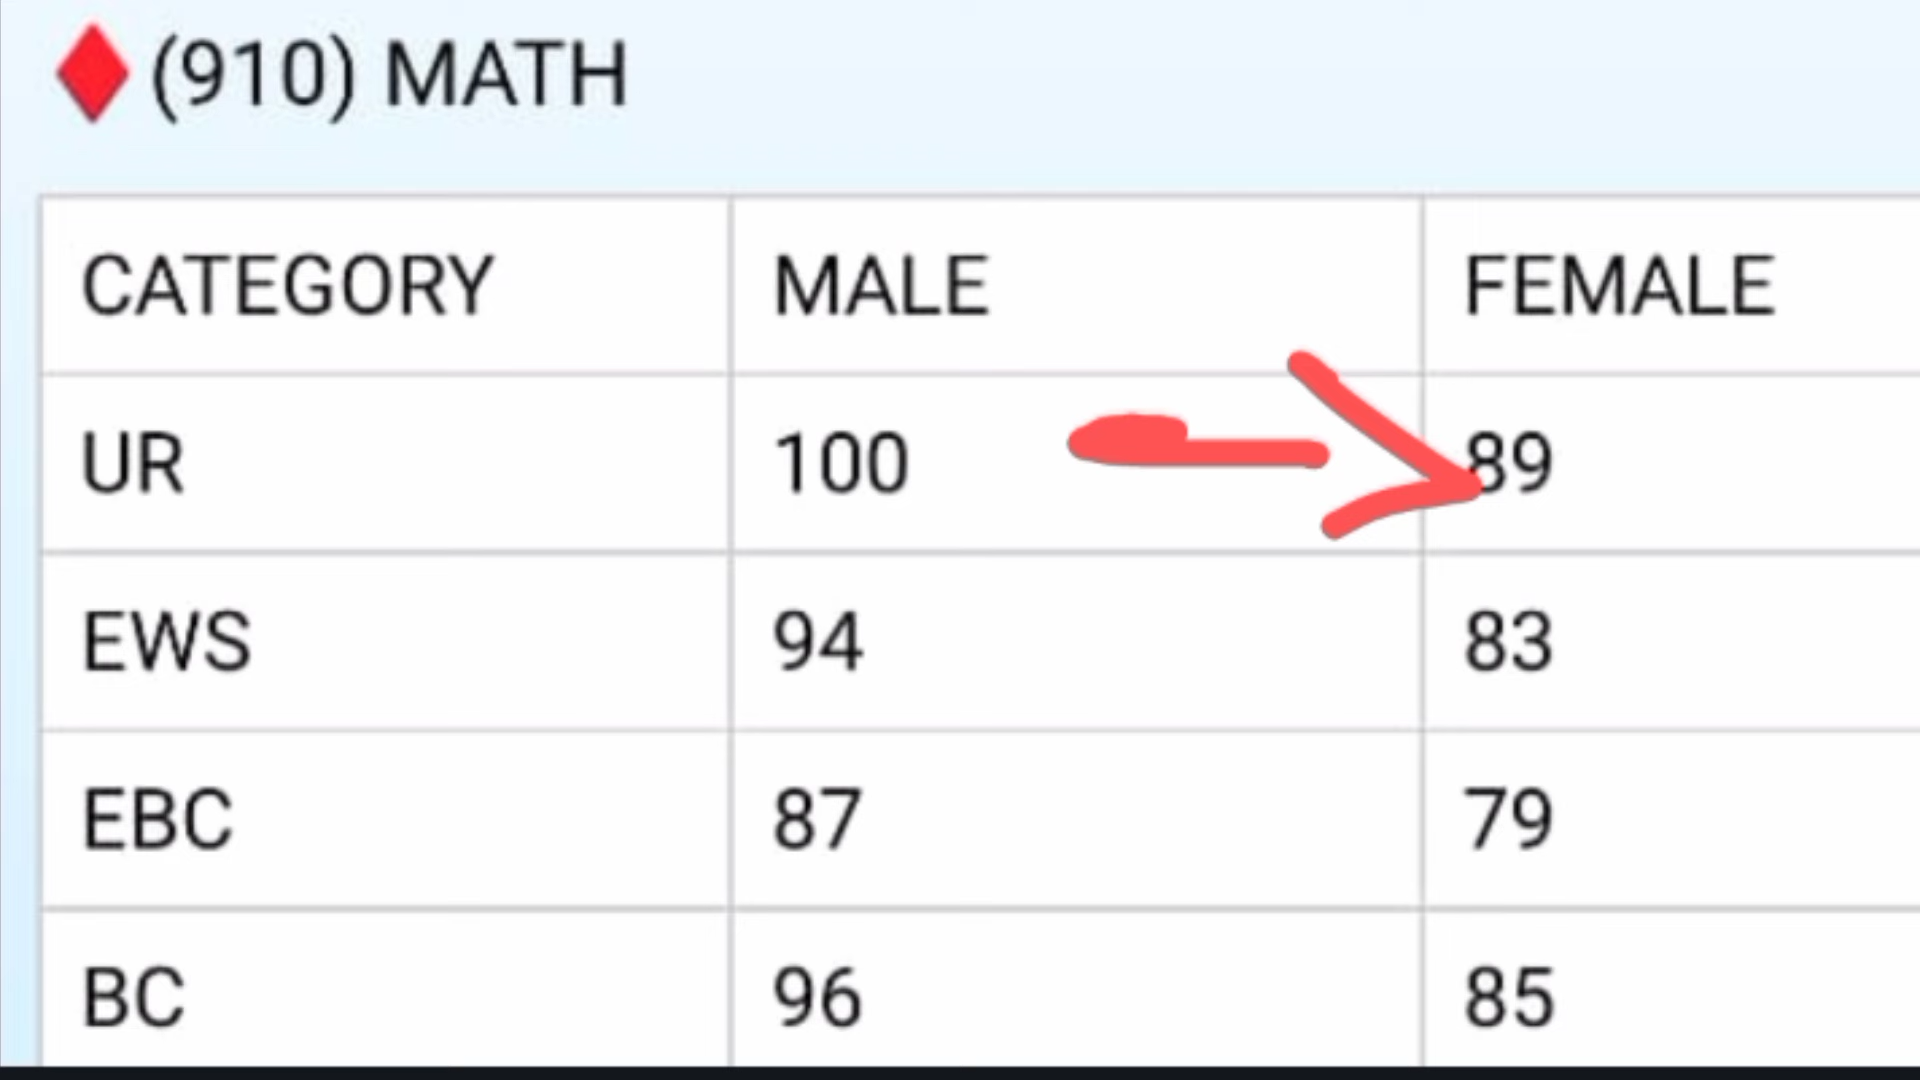 ♦(910) MATH
CATEGORY MALE FEMALE
UR 100 89
EWS 94 83
EBC 87 79
BC 96 85